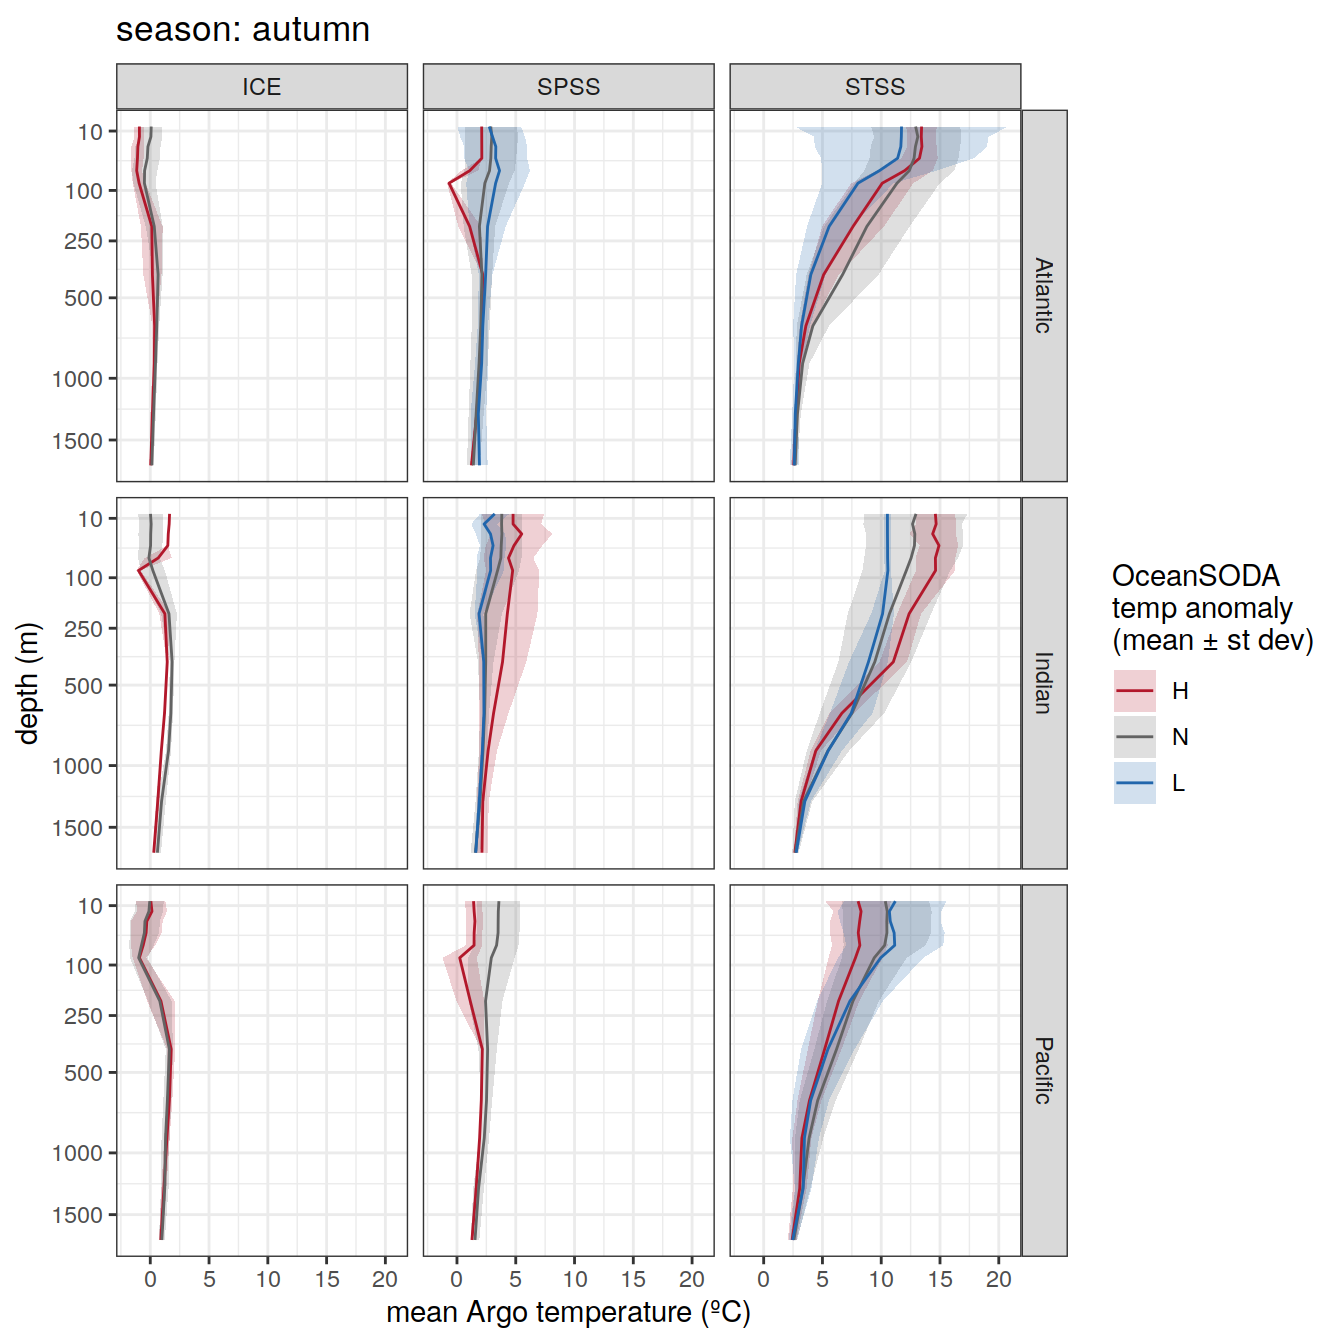 season: autumn
ICE
SPSS
STSS
10
100
250
500
1000
1500
Atlantic
10
100
250
500
1000
1500
Indian
10
100
250
500
1000
1500
Pacific
depth (m)
0 5 10 15 20
0 5 10 15 20
0 5 10 15 20
mean Argo temperature (ºC)
OceanSODA
temp anomaly
(mean ± st dev)
H
N
L